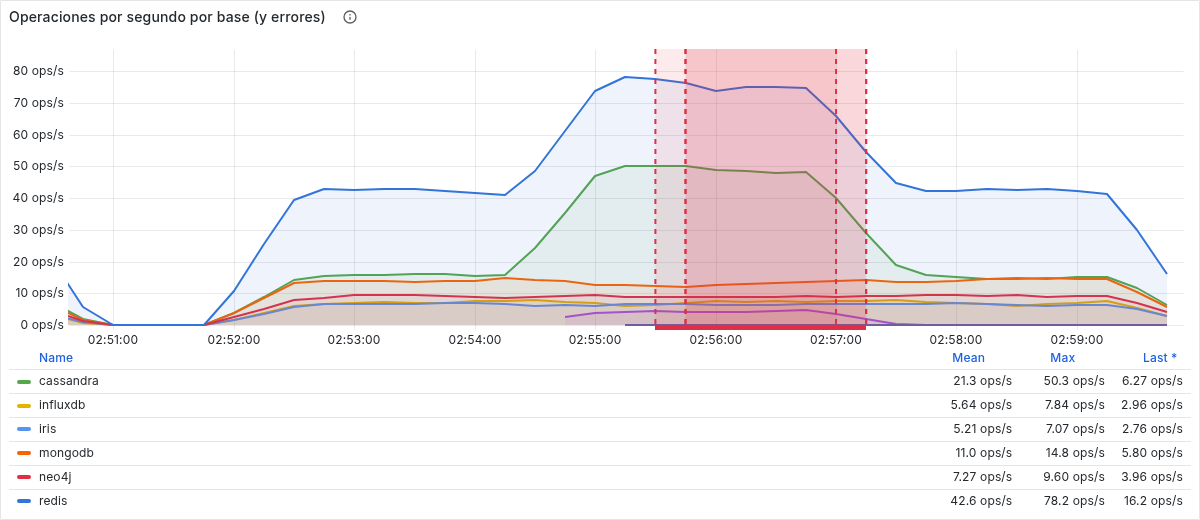 Operaciones por segundo por base (y errores)
80 ops/s
70 ops/s
60 ops/s
50 ops/s
40 ops/s
30 ops/s
20 ops/s
10 ops/s
0 ops/s
02:51:00 02:52:00 02:53:00 02:54:00 02:55:00 02:56:00 02:57:00 02:58:00 02:59:00
Name Mean Max Last *
cassandra 21.3 ops/s 50.3 ops/s 6.27 ops/s
influxdb 5.64 ops/s 7.84 ops/s 2.96 ops/s
iris 5.21 ops/s 7.07 ops/s 2.76 ops/s
mongodb 11.0 ops/s 14.8 ops/s 5.80 ops/s
neo4j 7.27 ops/s 9.60 ops/s 3.96 ops/s
redis 42.6 ops/s 78.2 ops/s 16.2 ops/s